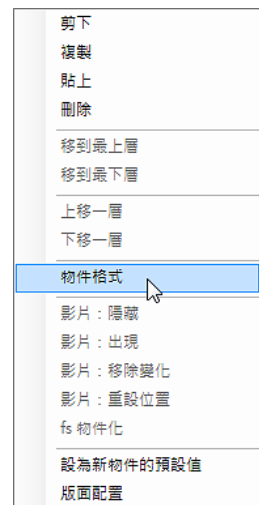 剪下
複製
貼上
刪除
移到最上層
移到最下層
上移一層
下移一層
物件格式
影片：隱藏
影片：出現
影片：移除變化
影片：重設位置
fs 物件化
設為新物件的預設值
版面配置